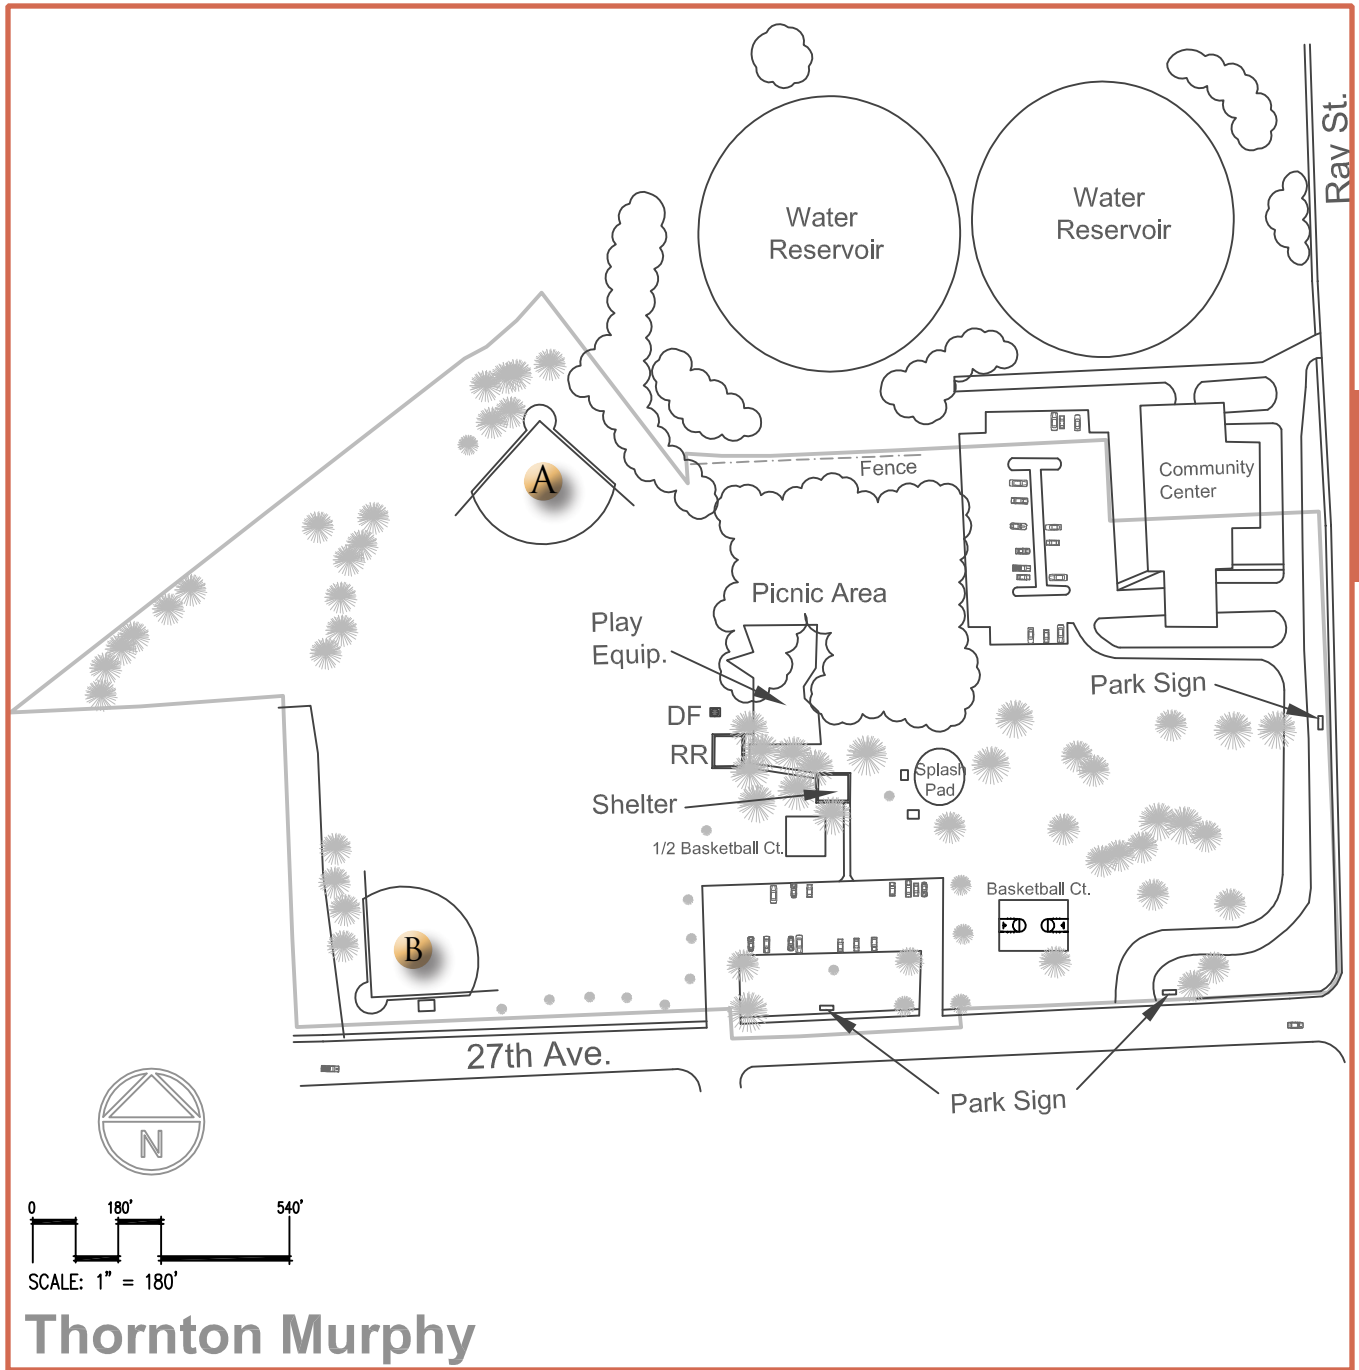 Ray St.
Water
Reservoir
Water
Reservoir
Fence
Community
Center
A
Picnic Area
Play
Equip.
Park Sign
DF
RR
Splash
Pad
Shelter
1/2 Basketball Ct.
Basketball Ct.
B
27th Ave.
Park Sign
N
0 180' 540'
SCALE: 1" = 180'
Thornton Murphy